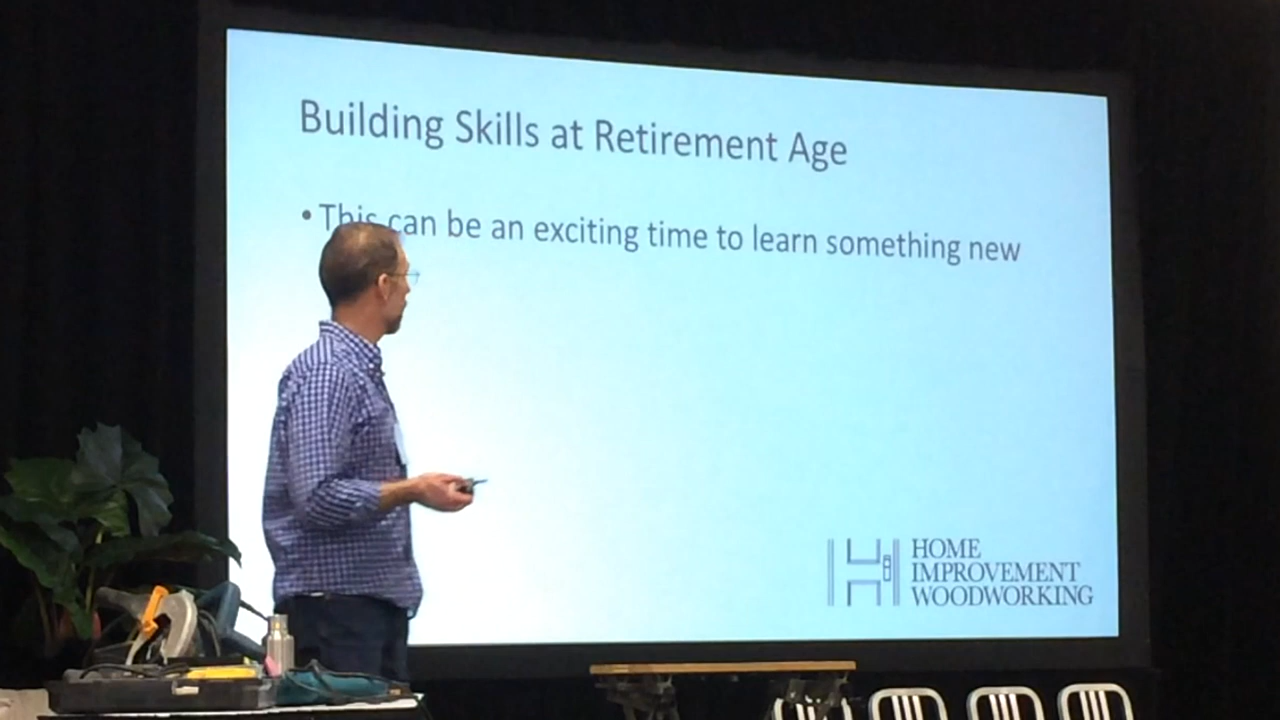 Building Skills at Retirement Age
• This can be an exciting time to learn something new
HOME
IMPROVEMENT
WOODWORKING